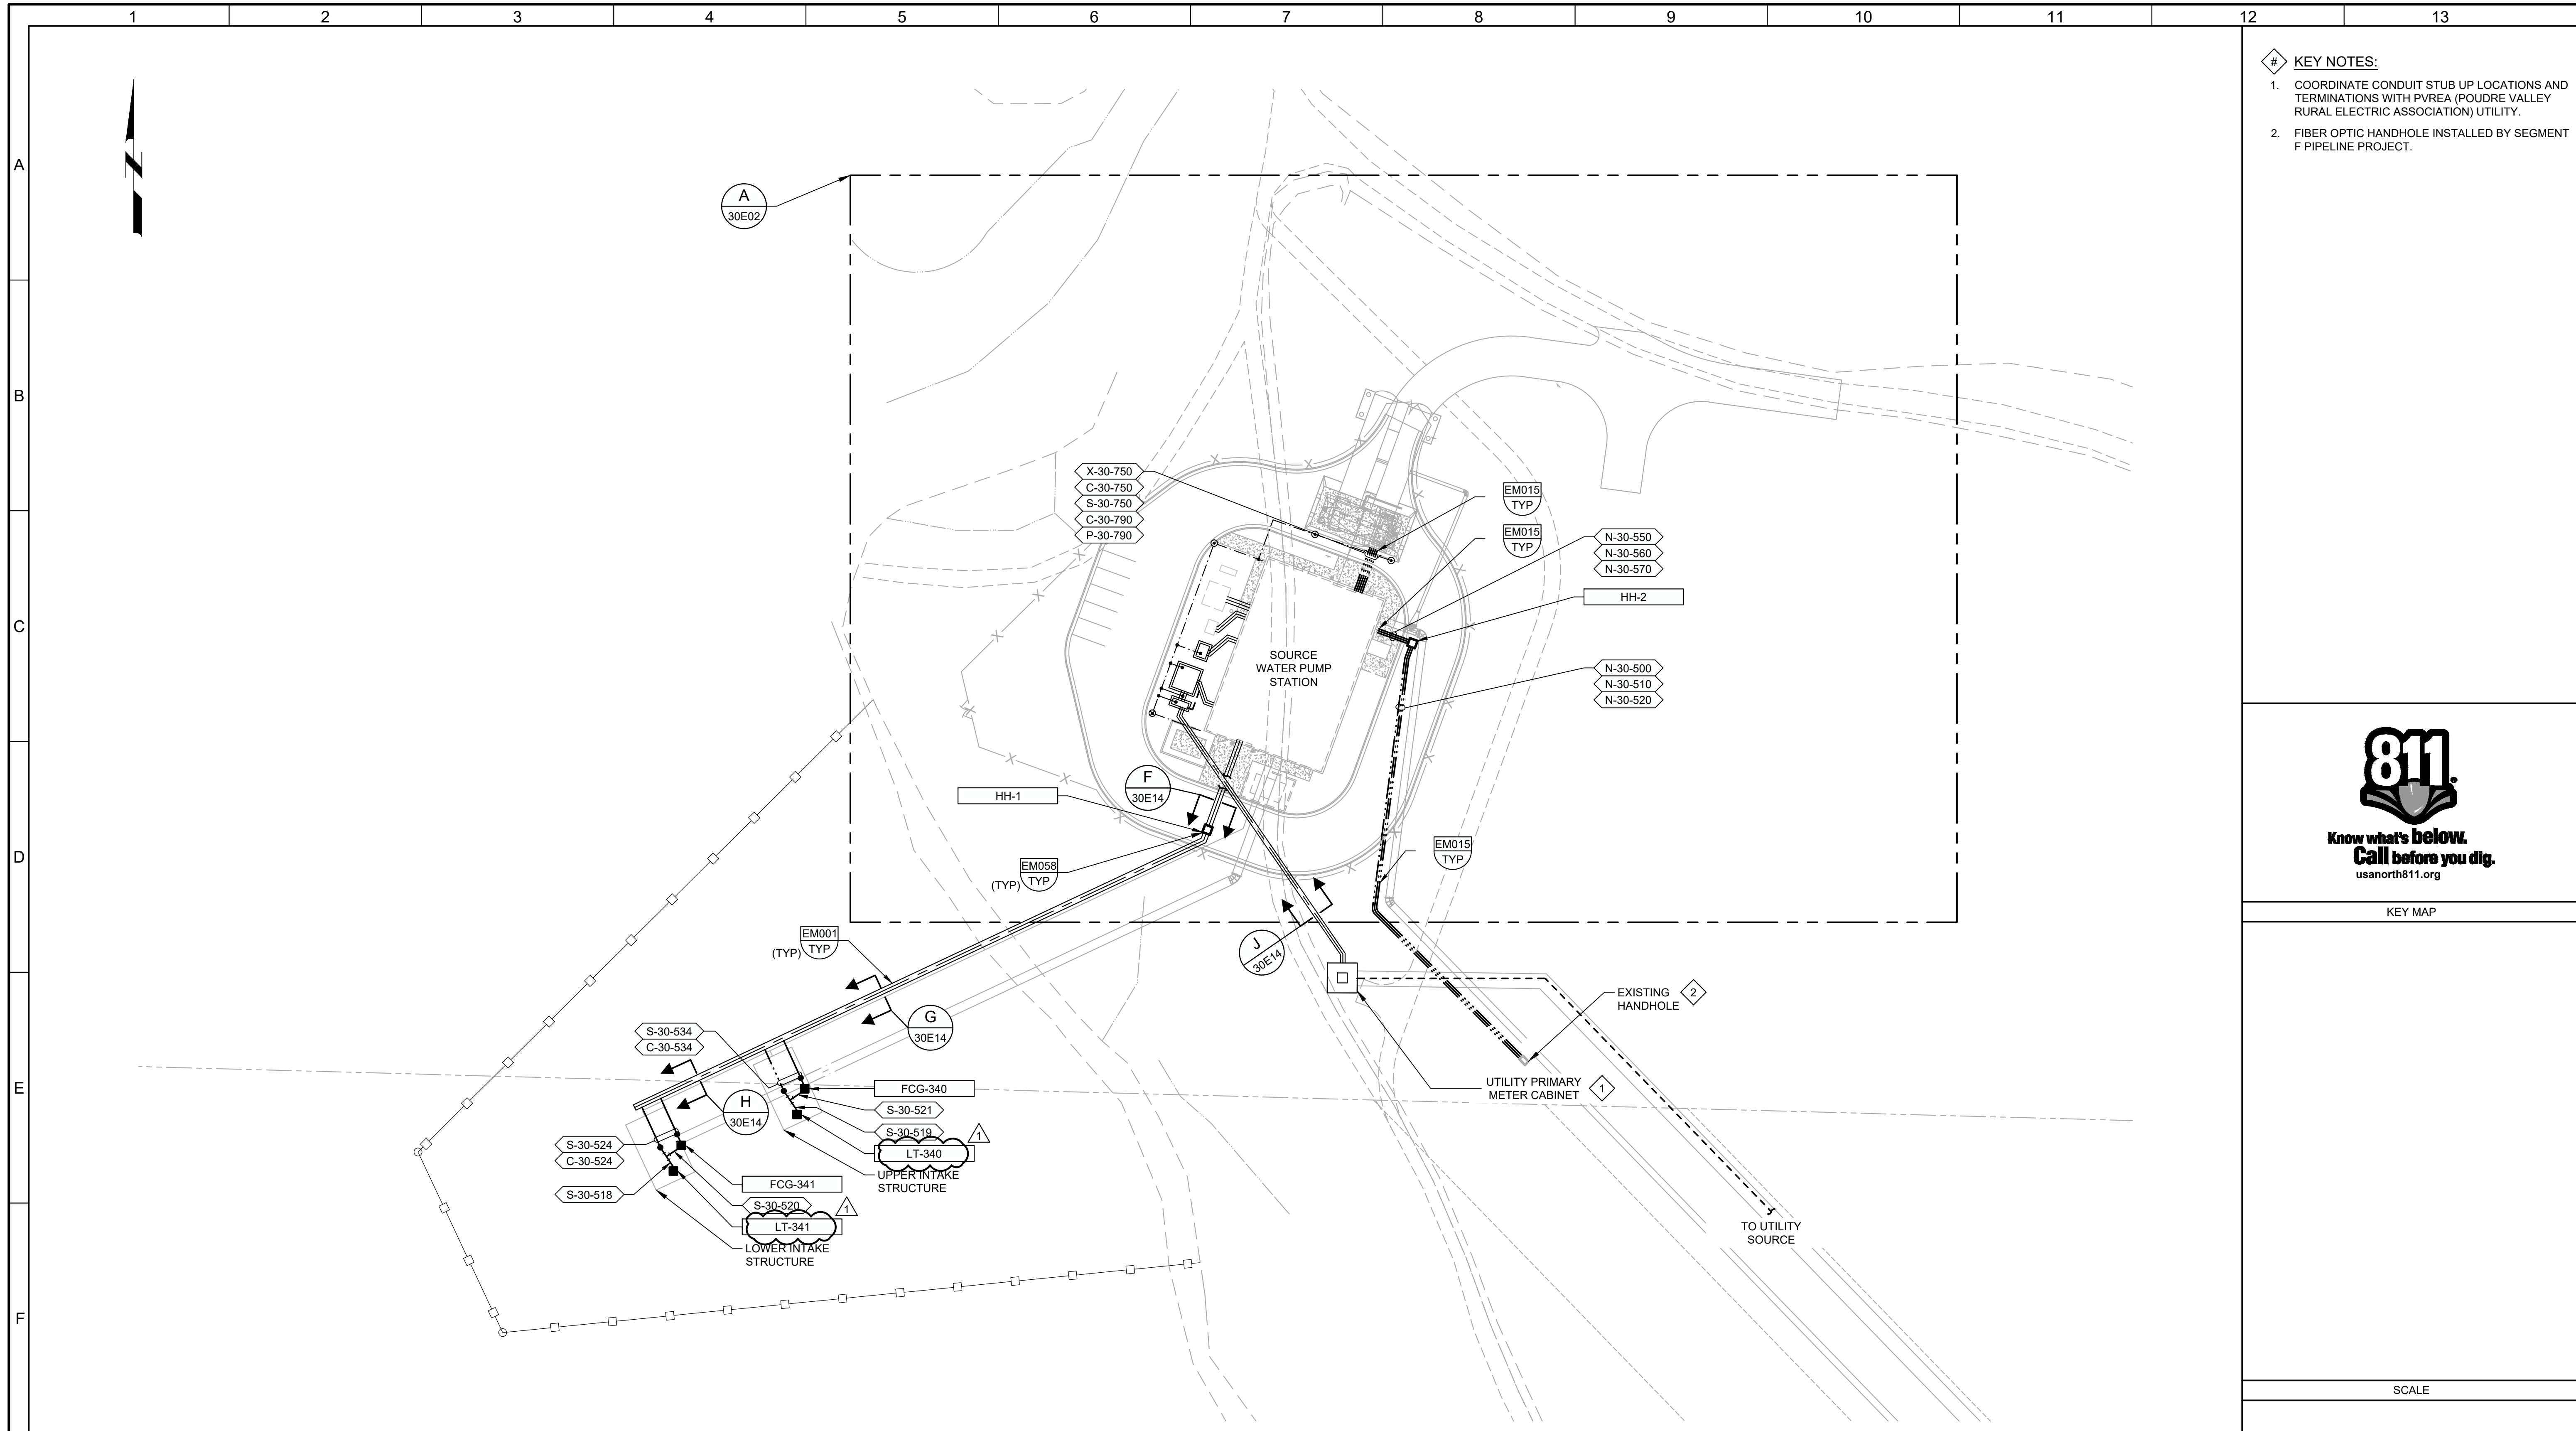 1 2 3 4 5 6 7 8 9 10 11 12 13
A
B
C
D
E
F
A
30E02
X-30-750
C-30-750
S-30-750
C-30-790
P-30-790
EM015
TYP
EM015
TYP
N-30-550
N-30-560
N-30-570
HH-2
SOURCE
WATER PUMP
STATION
N-30-500
N-30-510
N-30-520
F
30E14
HH-1
EM058
(TYP) TYP
EM015
TYP
EM001
(TYP) TYP
J
30E14
EXISTING 2
HANDHOLE
G
30E14
S-30-534
C-30-534
FCG-340
UTILITY PRIMARY 1
METER CABINET
H
30E14
S-30-521
S-30-519
1
LT-340
UPPER INTAKE
STRUCTURE
S-30-524
C-30-524
S-30-518
FCG-341
S-30-520
1
LT-341
LOWER INTAKE
STRUCTURE
TO UTILITY
SOURCE
# KEY NOTES:
1. COORDINATE CONDUIT STUB UP LOCATIONS AND
TERMINATIONS WITH PVREA (POUDRE VALLEY
RURAL ELECTRIC ASSOCIATION) UTILITY.
2. FIBER OPTIC HANDHOLE INSTALLED BY SEGMENT
F PIPELINE PROJECT.
811®
Know what's below.
Call before you dig.
usanorth811.org
KEY MAP
SCALE